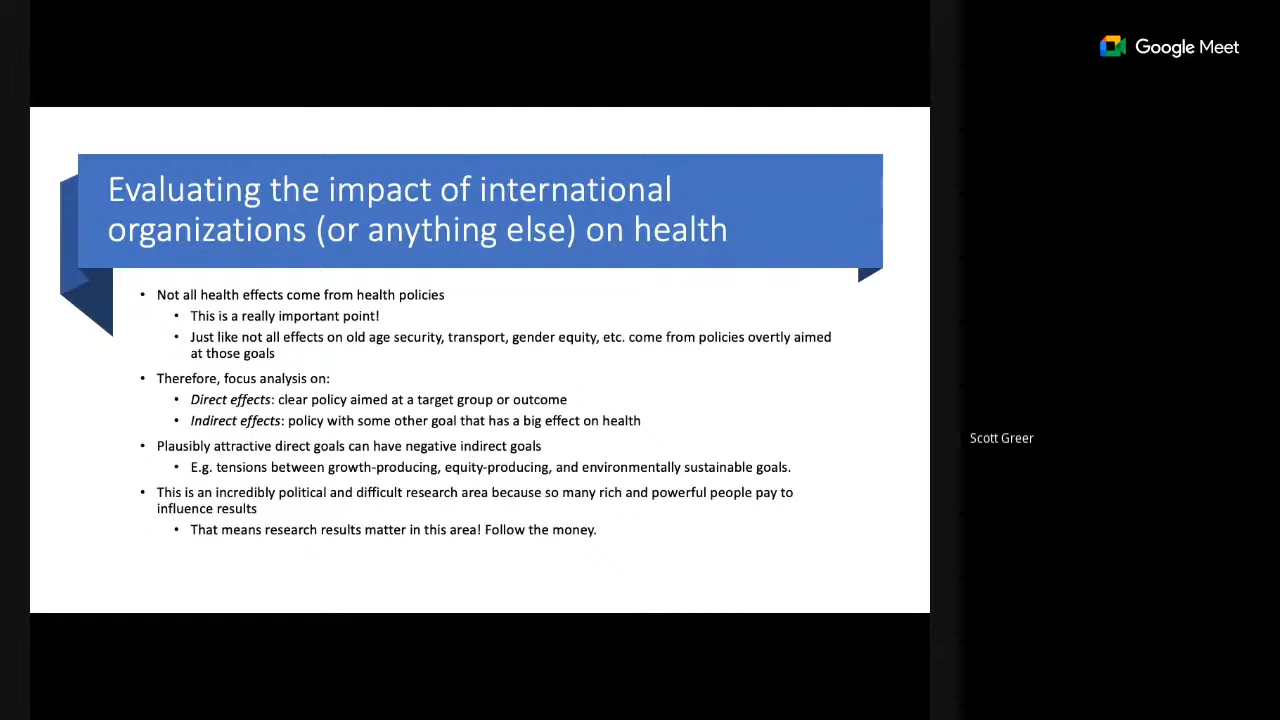 Google Meet
Evaluating the impact of international
organizations (or anything else) on health
• Not all health effects come from health policies
• This is a really important point!
• Just like not all effects on old age security, transport, gender equity, etc. come from policies overtly aimed
at those goals
• Therefore, focus analysis on:
• Direct effects: clear policy aimed at a target group or outcome
• Indirect effects: policy with some other goal that has a big effect on health
• Plausibly attractive direct goals can have negative indirect goals
• E.g. tensions between growth-producing, equity-producing, and environmentally sustainable goals.
• This is an incredibly political and difficult research area because so many rich and powerful people pay to
influence results
• That means research results matter in this area! Follow the money.
Scott Greer